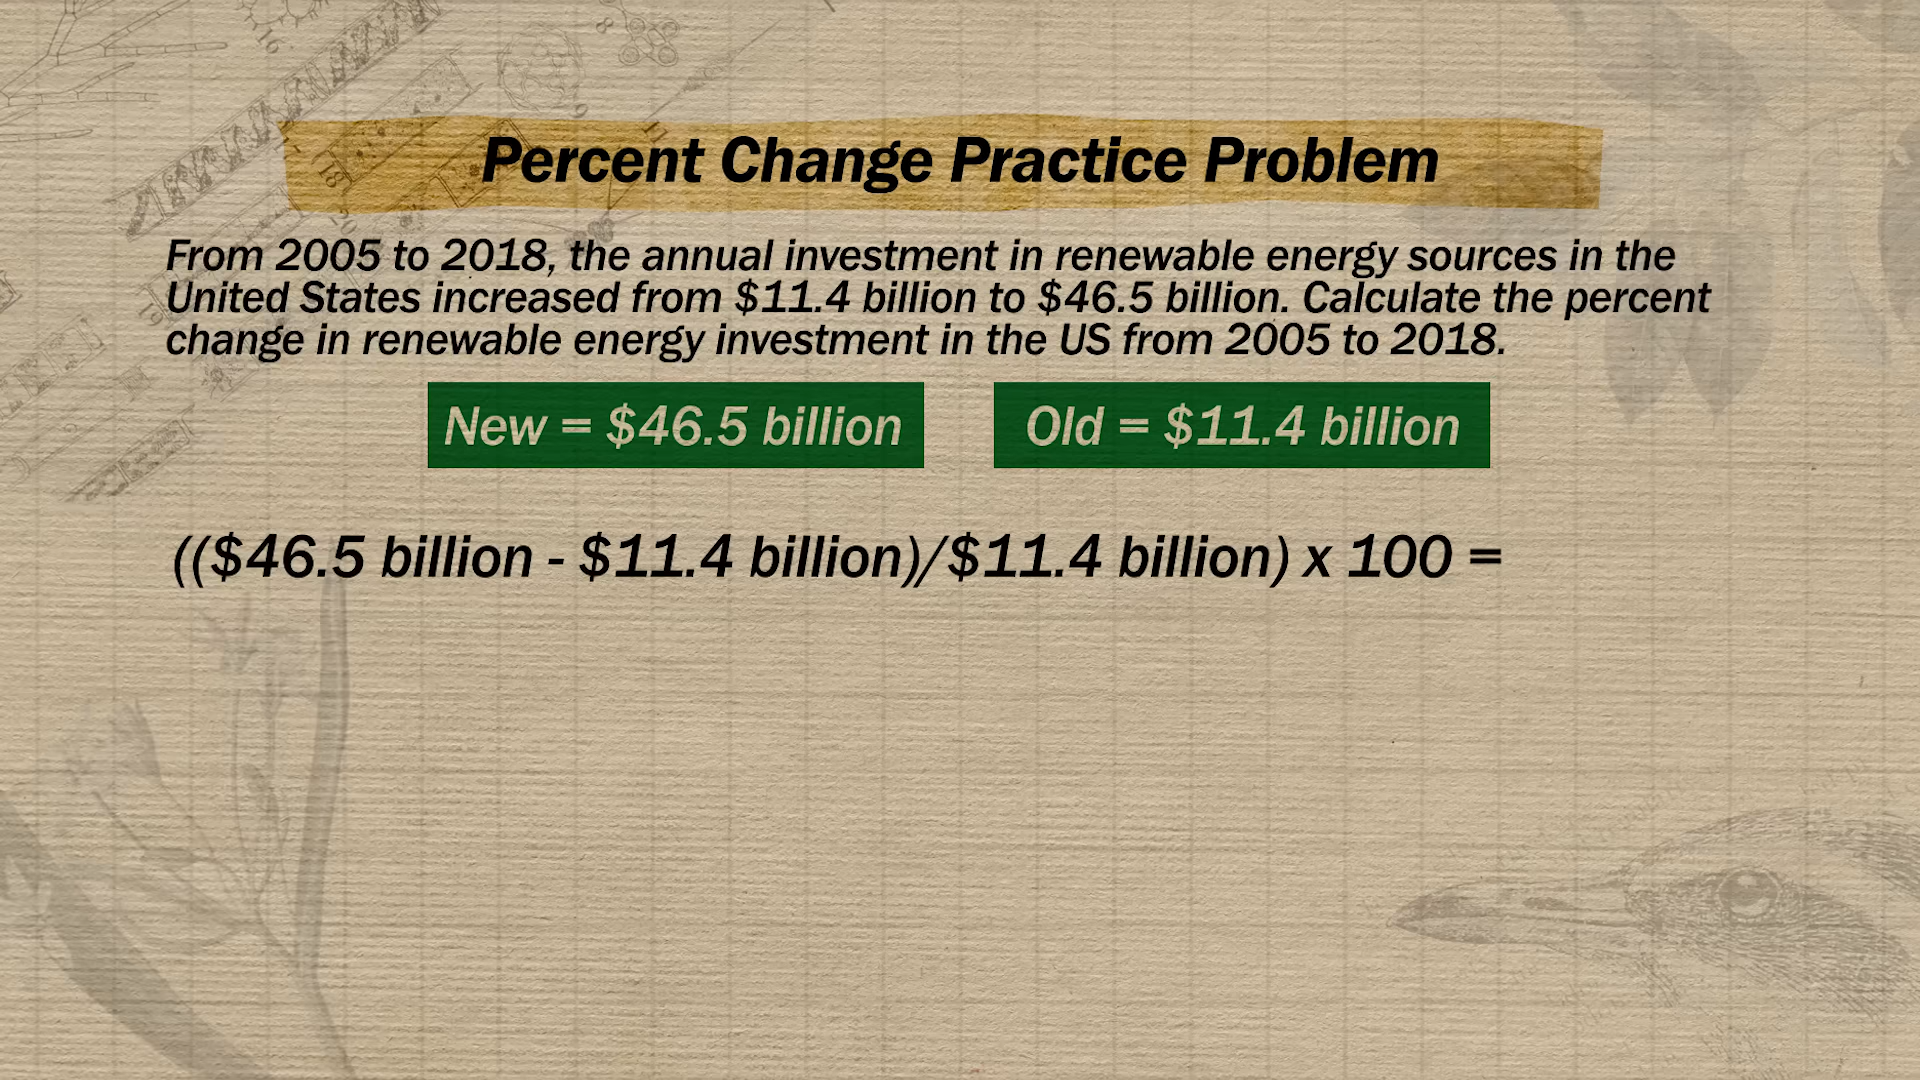 Percent Change Practice Problem
From 2005 to 2018, the annual investment in renewable energy sources in the
United States increased from $11.4 billion to $46.5 billion. Calculate the percent
change in renewable energy investment in the US from 2005 to 2018.
New = $46.5 billion
Old = $11.4 billion
(($46.5 billion - $11.4 billion)/$11.4 billion) x 100 =